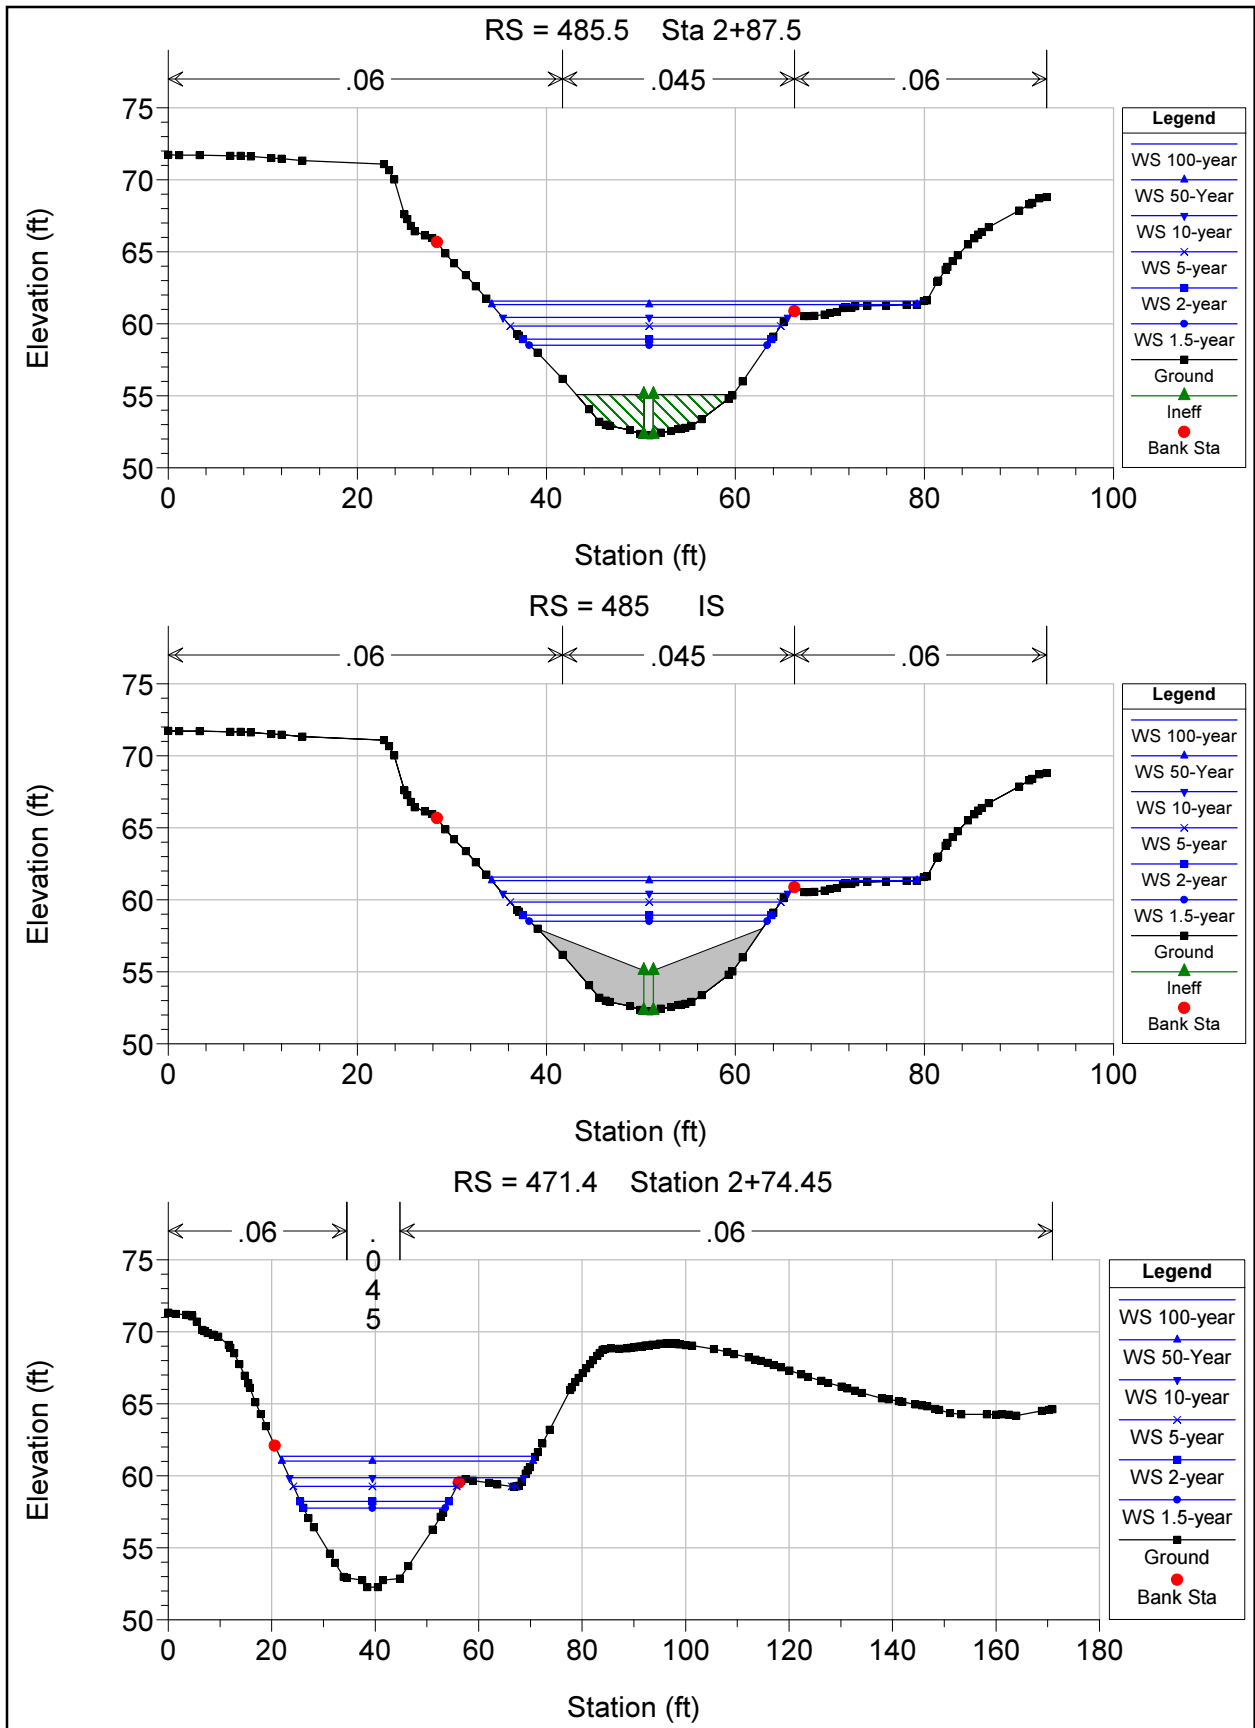 RS = 485.5 Sta 2+87.5
.06 .045 .06
75
70
65
60
55
50
Elevation (ft)
0 20 40 60 80 100
Station (ft)
Legend
WS 100-year
WS 50-Year
WS 10-year
WS 5-year
WS 2-year
WS 1.5-year
Ground
Ineff
Bank Sta
RS = 485 IS
.06 .045 .06
75
70
65
60
55
50
Elevation (ft)
0 20 40 60 80 100
Station (ft)
Legend
WS 100-year
WS 50-Year
WS 10-year
WS 5-year
WS 2-year
WS 1.5-year
Ground
Ineff
Bank Sta
RS = 471.4 Station 2+74.45
.06 .045 .06
75
70
65
60
55
50
Elevation (ft)
0 20 40 60 80 100 120 140 160 180
Station (ft)
Legend
WS 100-year
WS 50-Year
WS 10-year
WS 5-year
WS 2-year
WS 1.5-year
Ground
Bank Sta